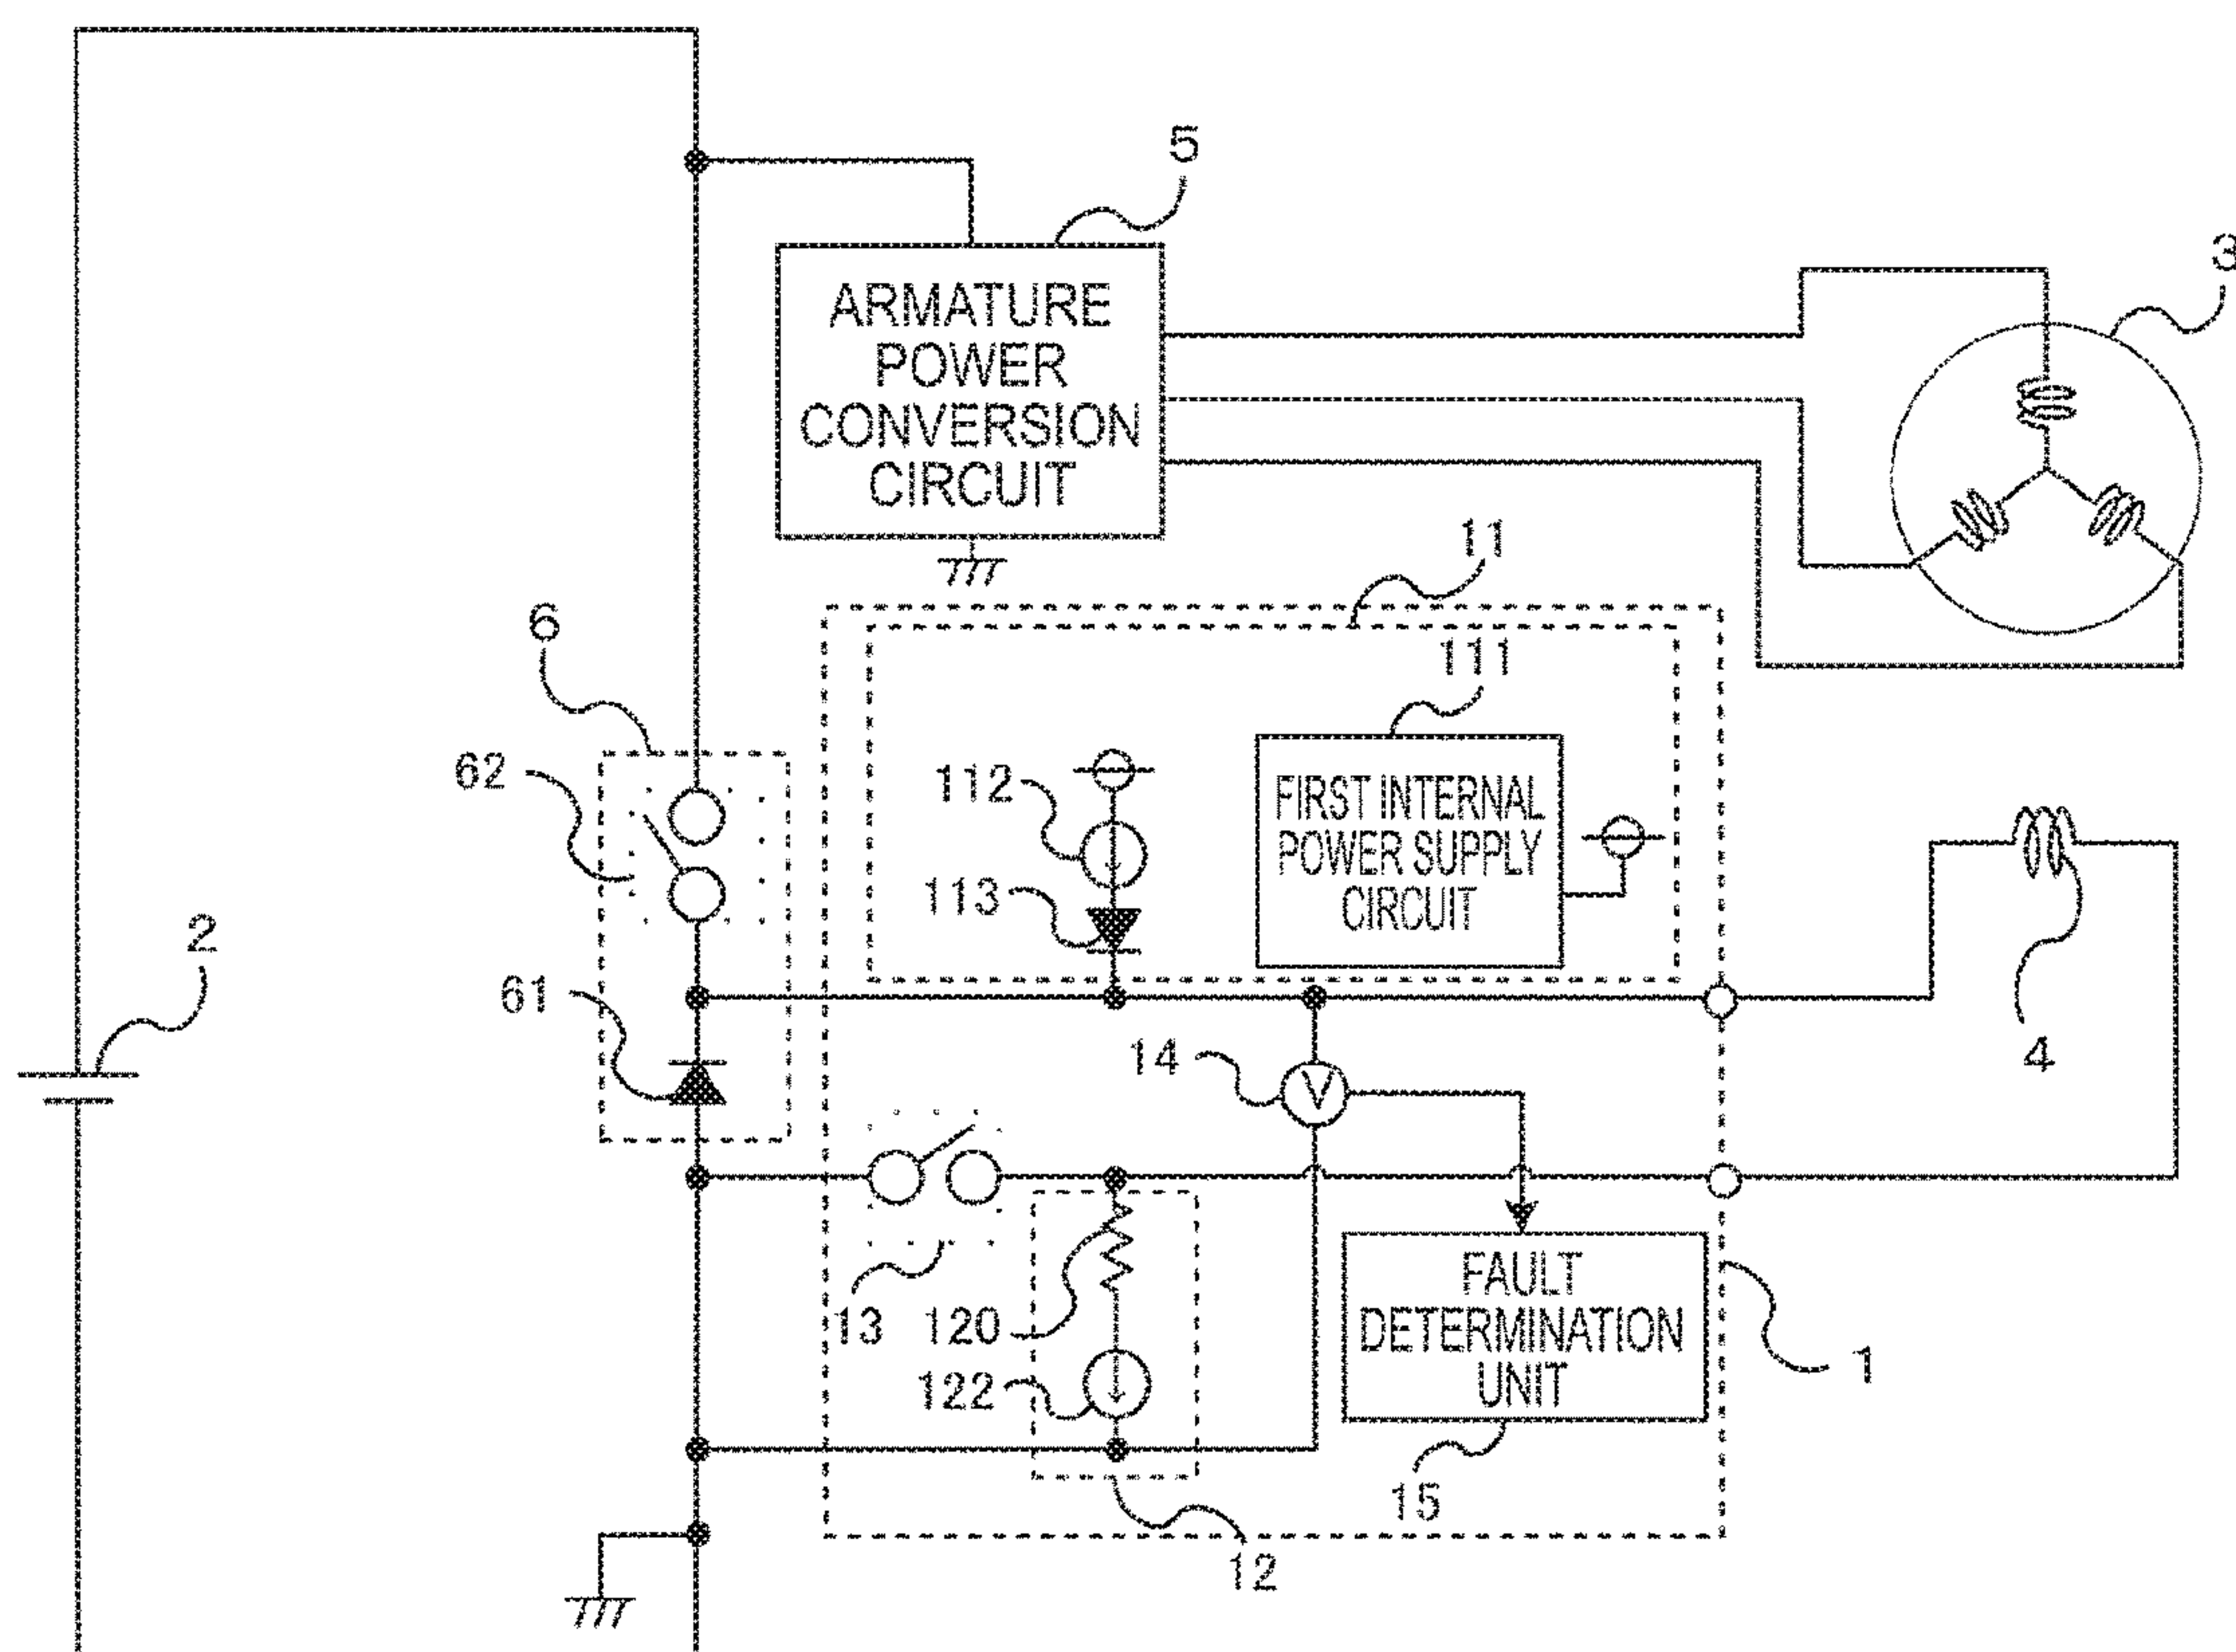 5
3
ARMATURE
POWER
CONVERSION
CIRCUIT
11
6
111
62
112
FIRST INTERNAL
POWER SUPPLY
CIRCUIT
113
2
61
14
V
4
FAULT
DETERMINATION
UNIT
13
120
122
1
15
12